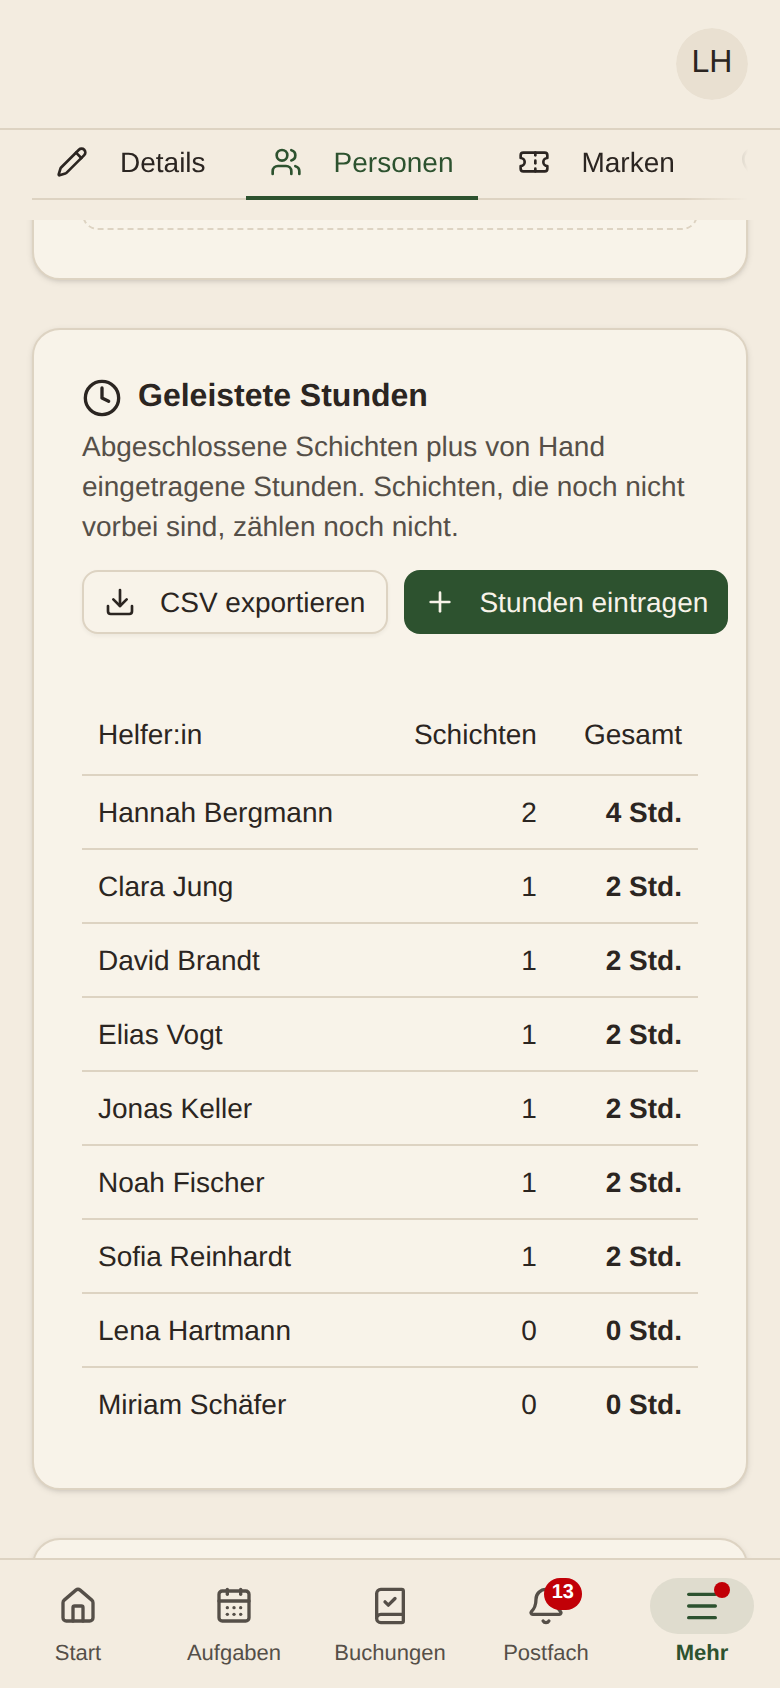 LH
Details Personen Marken
Geleistete Stunden
Abgeschlossene Schichten plus von Hand
eingetragene Stunden. Schichten, die noch nicht
vorbei sind, zählen noch nicht.
CSV exportieren Stunden eintragen
Helfer:in Schichten Gesamt
Hannah Bergmann 2 4 Std.
Clara Jung 1 2 Std.
David Brandt 1 2 Std.
Elias Vogt 1 2 Std.
Jonas Keller 1 2 Std.
Noah Fischer 1 2 Std.
Sofia Reinhardt 1 2 Std.
Lena Hartmann 0 0 Std.
Miriam Schäfer 0 0 Std.
13
Start Aufgaben Buchungen Postfach Mehr